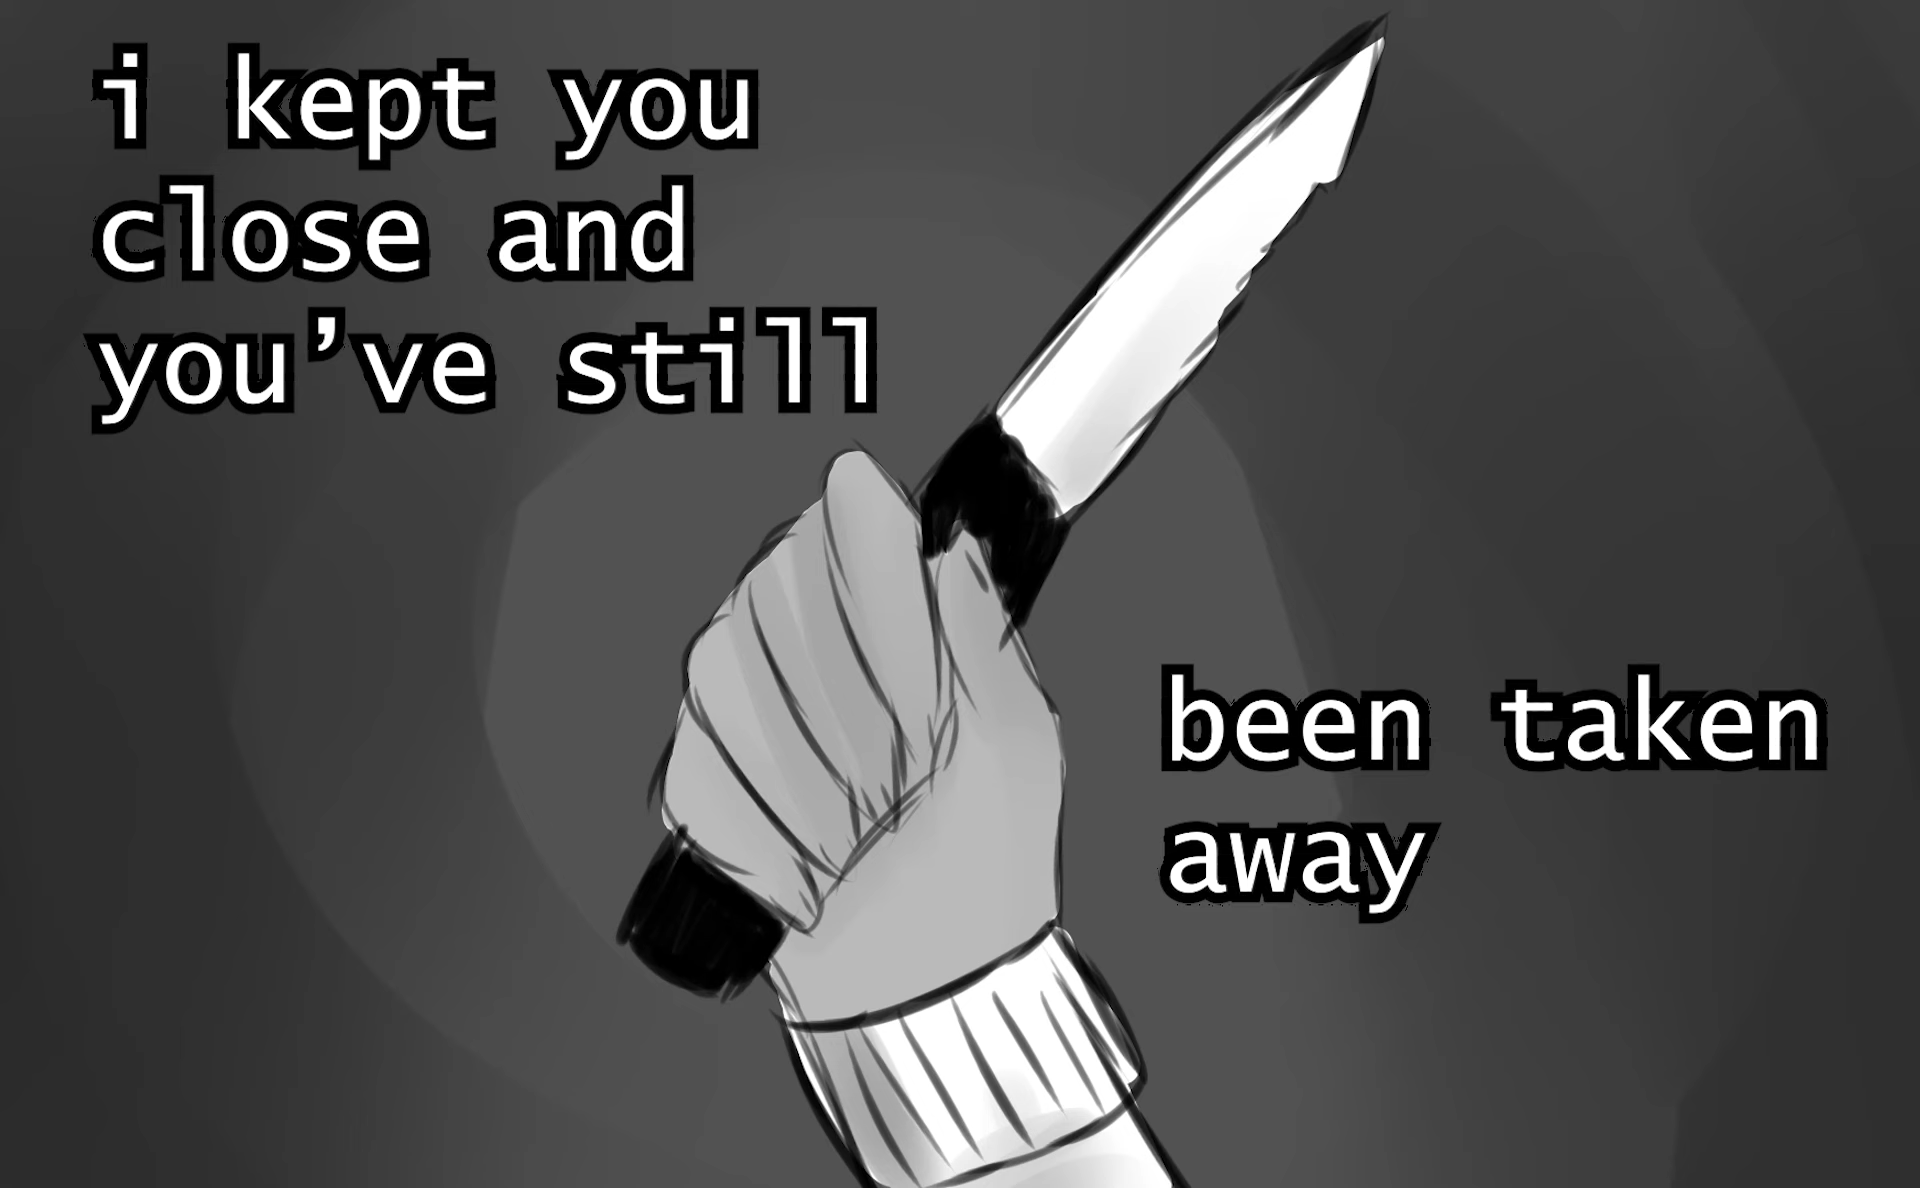 i kept you
close and
you’ve still
been taken
away